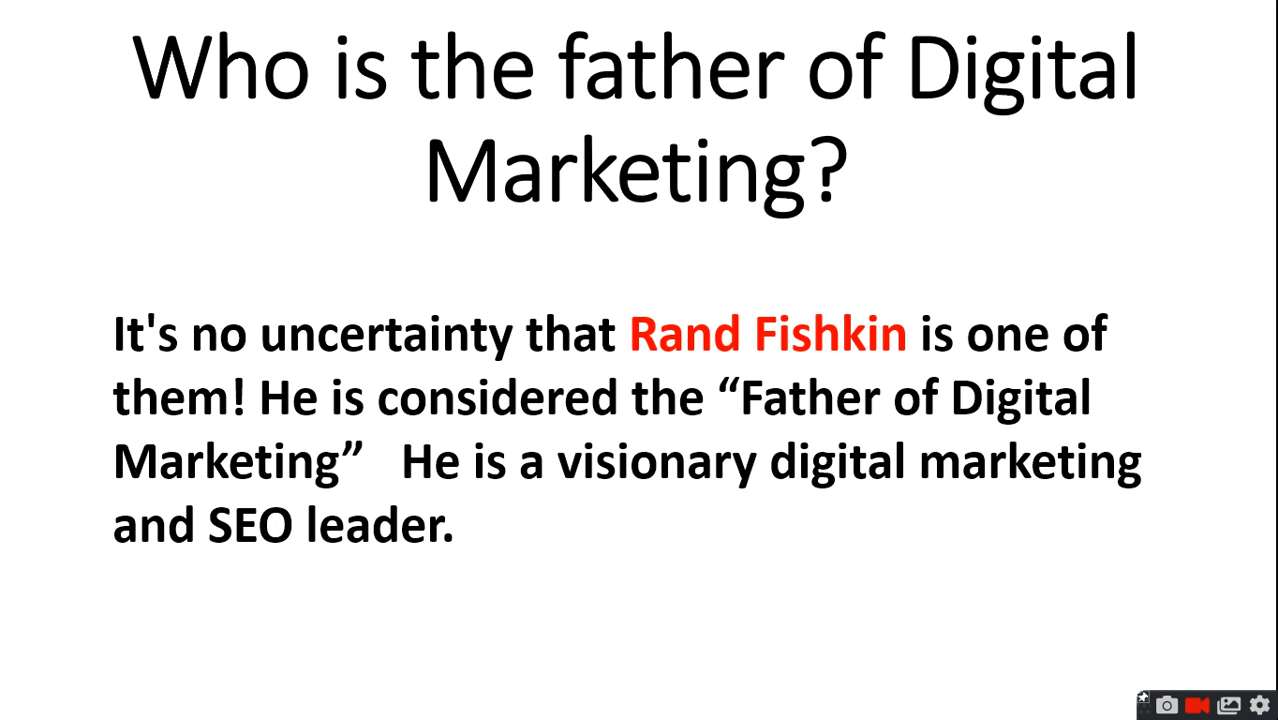 Who is the father of Digital
Marketing?
It's no uncertainty that Rand Fishkin is one of
them! He is considered the “Father of Digital
Marketing”   He is a visionary digital marketing
and SEO leader.